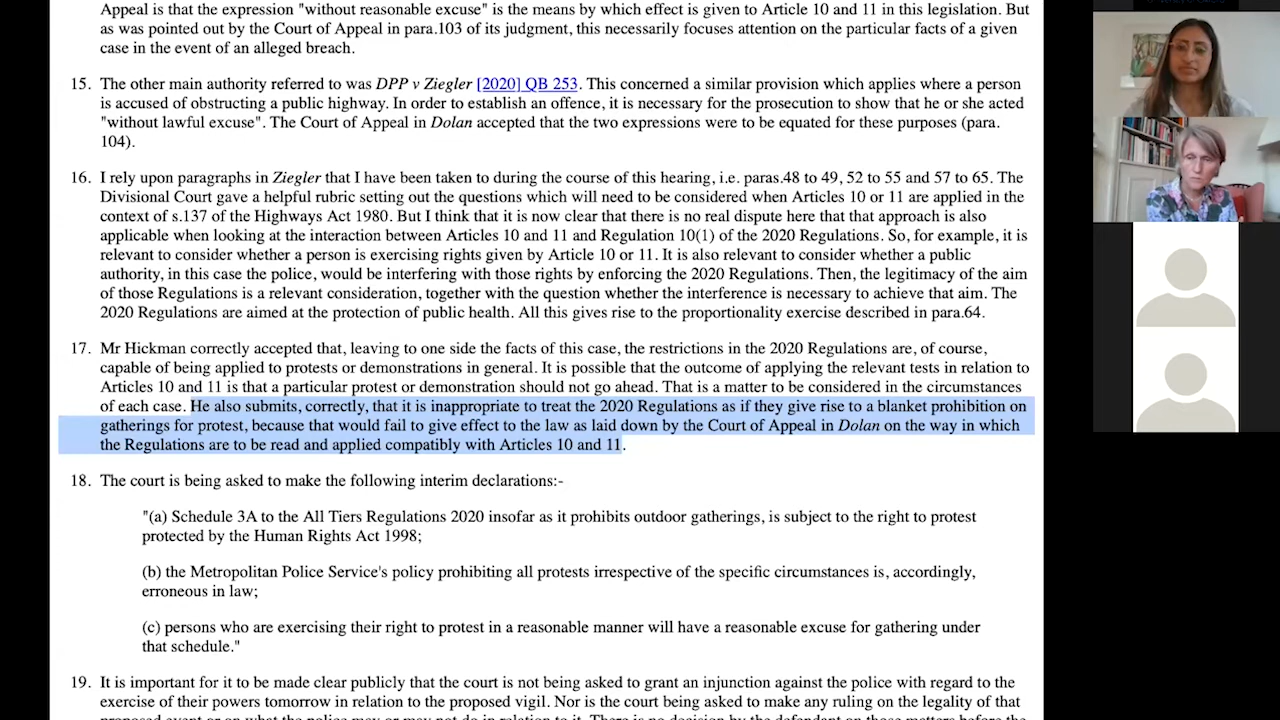 Appeal is that the expression "without reasonable excuse" is the means by which effect is given to Article 10 and 11 in this legislation. But
as was pointed out by the Court of Appeal in para.103 of its judgment, this necessarily focuses attention on the particular facts of a given
case in the event of an alleged breach.
15. The other main authority referred to was DPP v Ziegler [2020] QB 253. This concerned a similar provision which applies where a person
is accused of obstructing a public highway. In order to establish an offence, it is necessary for the prosecution to show that he or she acted
"without lawful excuse". The Court of Appeal in Dolan accepted that the two expressions were to be equated for these purposes (para.
104).
16. I rely upon paragraphs in Ziegler that I have been taken to during the course of this hearing, i.e. paras.48 to 49, 52 to 55 and 57 to 65. The
Divisional Court gave a helpful rubric setting out the questions which will need to be considered when Articles 10 or 11 are applied in the
context of s.137 of the Highways Act 1980. But I think that it is now clear that there is no real dispute here that that approach is also
applicable when looking at the interaction between Articles 10 and 11 and Regulation 10(1) of the 2020 Regulations. So, for example, it is
relevant to consider whether a person is exercising rights given by Article 10 or 11. It is also relevant to consider whether a public
authority, in this case the police, would be interfering with those rights by enforcing the 2020 Regulations. Then, the legitimacy of the aim
of those Regulations is a relevant consideration, together with the question whether the interference is necessary to achieve that aim. The
2020 Regulations are aimed at the protection of public health. All this gives rise to the proportionality exercise described in para.64.
17. Mr Hickman correctly accepted that, leaving to one side the facts of this case, the restrictions in the 2020 Regulations are, of course,
capable of being applied to protests or demonstrations in general. It is possible that the outcome of applying the relevant tests in relation to
Articles 10 and 11 is that a particular protest or demonstration should not go ahead. That is a matter to be considered in the circumstances
of each case. He also submits, correctly, that it is inappropriate to treat the 2020 Regulations as if they give rise to a blanket prohibition on
gatherings for protest, because that would fail to give effect to the law as laid down by the Court of Appeal in Dolan on the way in which
the Regulations are to be read and applied compatibly with Articles 10 and 11.
18. The court is being asked to make the following interim declarations:-
"(a) Schedule 3A to the All Tiers Regulations 2020 insofar as it prohibits outdoor gatherings, is subject to the right to protest
protected by the Human Rights Act 1998;
(b) the Metropolitan Police Service's policy prohibiting all protests irrespective of the specific circumstances is, accordingly,
erroneous in law;
(c) persons who are exercising their right to protest in a reasonable manner will have a reasonable excuse for gathering under
that schedule."
19. It is important for it to be made clear publicly that the court is not being asked to grant an injunction against the police with regard to the
exercise of their powers tomorrow in relation to the proposed vigil. Nor is the court being asked to make any ruling on the legality of that